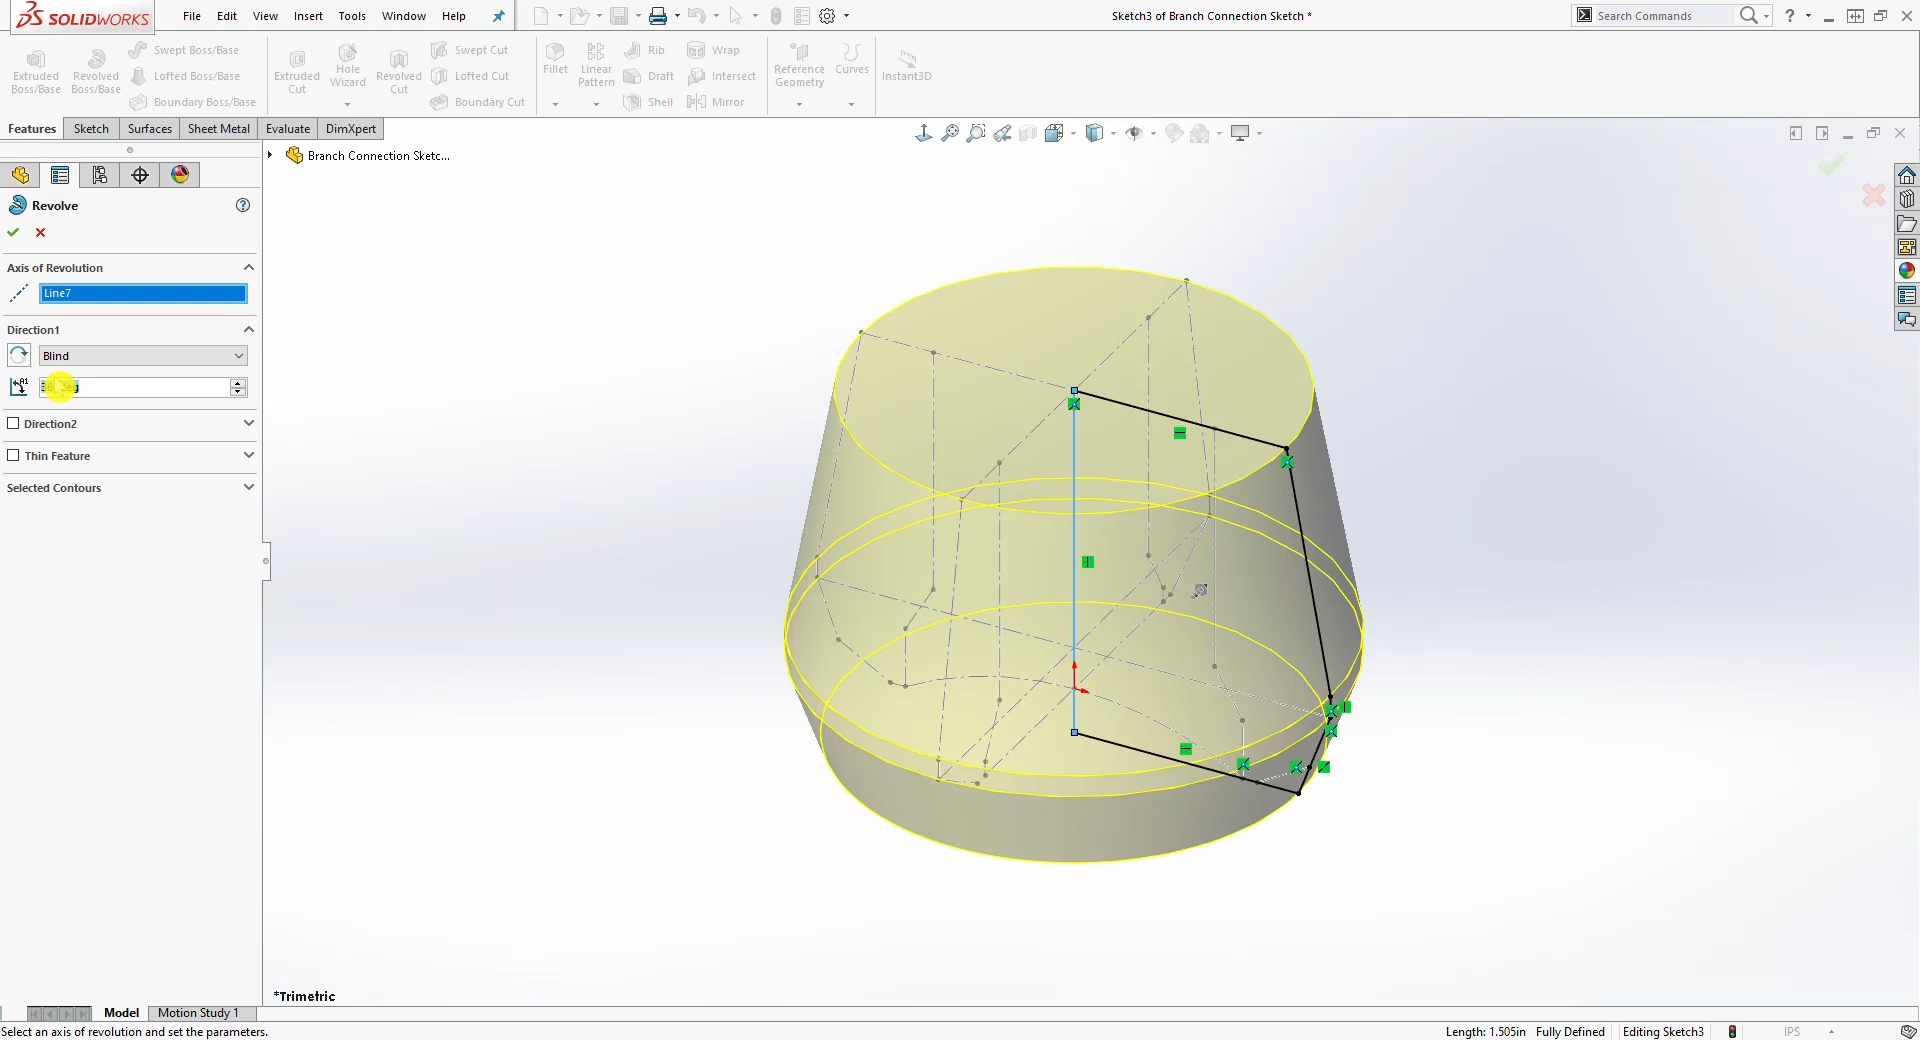 SOLIDWORKS
File Edit View Insert Tools Window Help
Sketch3 of Branch Connection Sketch *
Search Commands
Extruded Boss/Base
Revolved Boss/Base
Swept Boss/Base
Lofted Boss/Base
Boundary Boss/Base
Extruded Cut
Hole Wizard
Revolved Cut
Swept Cut
Lofted Cut
Boundary Cut
Fillet
Linear Pattern
Rib
Draft
Shell
Wrap
Intersect
Mirror
Reference Geometry
Curves
Instant3D
Features Sketch Surfaces Sheet Metal Evaluate DimXpert
Branch Connection Sketc...
Revolve
Axis of Revolution
Line7
Direction1
Blind
Direction2
Thin Feature
Selected Contours
*Trimetric
Model Motion Study 1
Select an axis of revolution and set the parameters.
Length: 1.505in Fully Defined Editing Sketch3 IPS